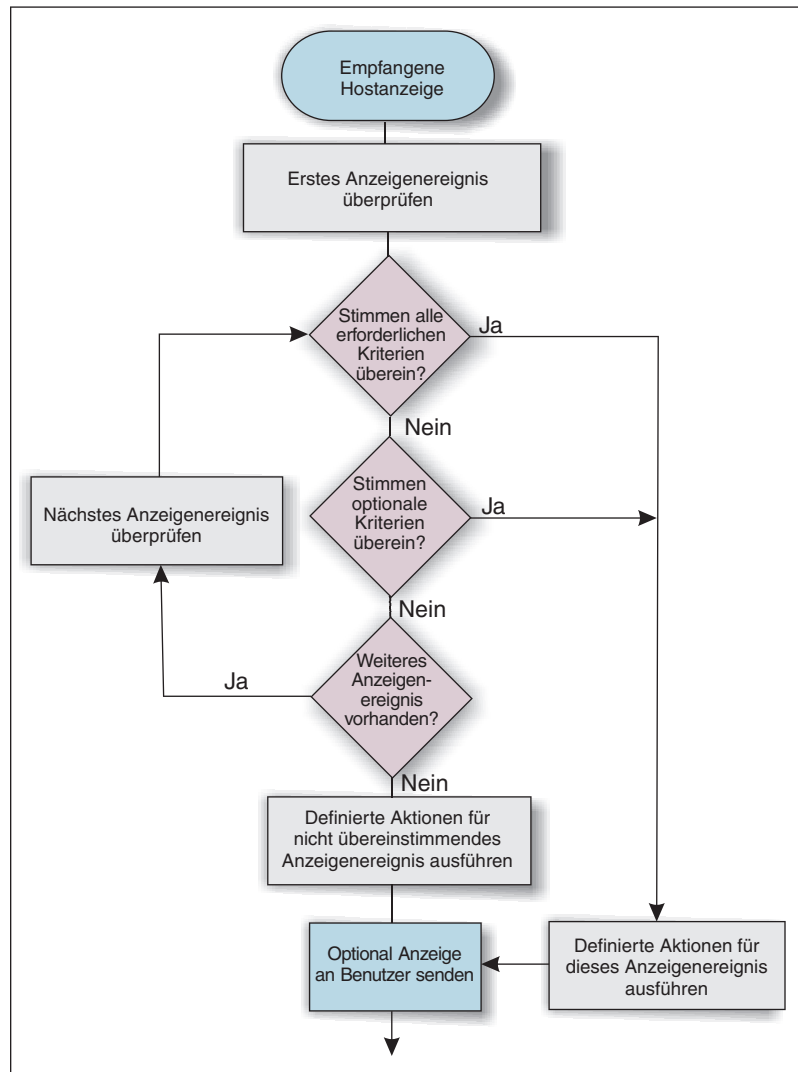 Empfangene
Hostanzeige
Erstes Anzeigenereignis
überprüfen
Stimmen alle
erforderlichen
Kriterien
überein?
Ja
Nein
Stimmen
optionale
Kriterien
überein?
Ja
Nächstes Anzeigenereignis
überprüfen
Nein
Weiteres
Anzeigen-
ereignis
vorhanden?
Ja
Nein
Definierte Aktionen für
nicht übereinstimmendes
Anzeigenereignis ausführen
Optional Anzeige
an Benutzer senden
Definierte Aktionen für
dieses Anzeigenereignis
ausführen